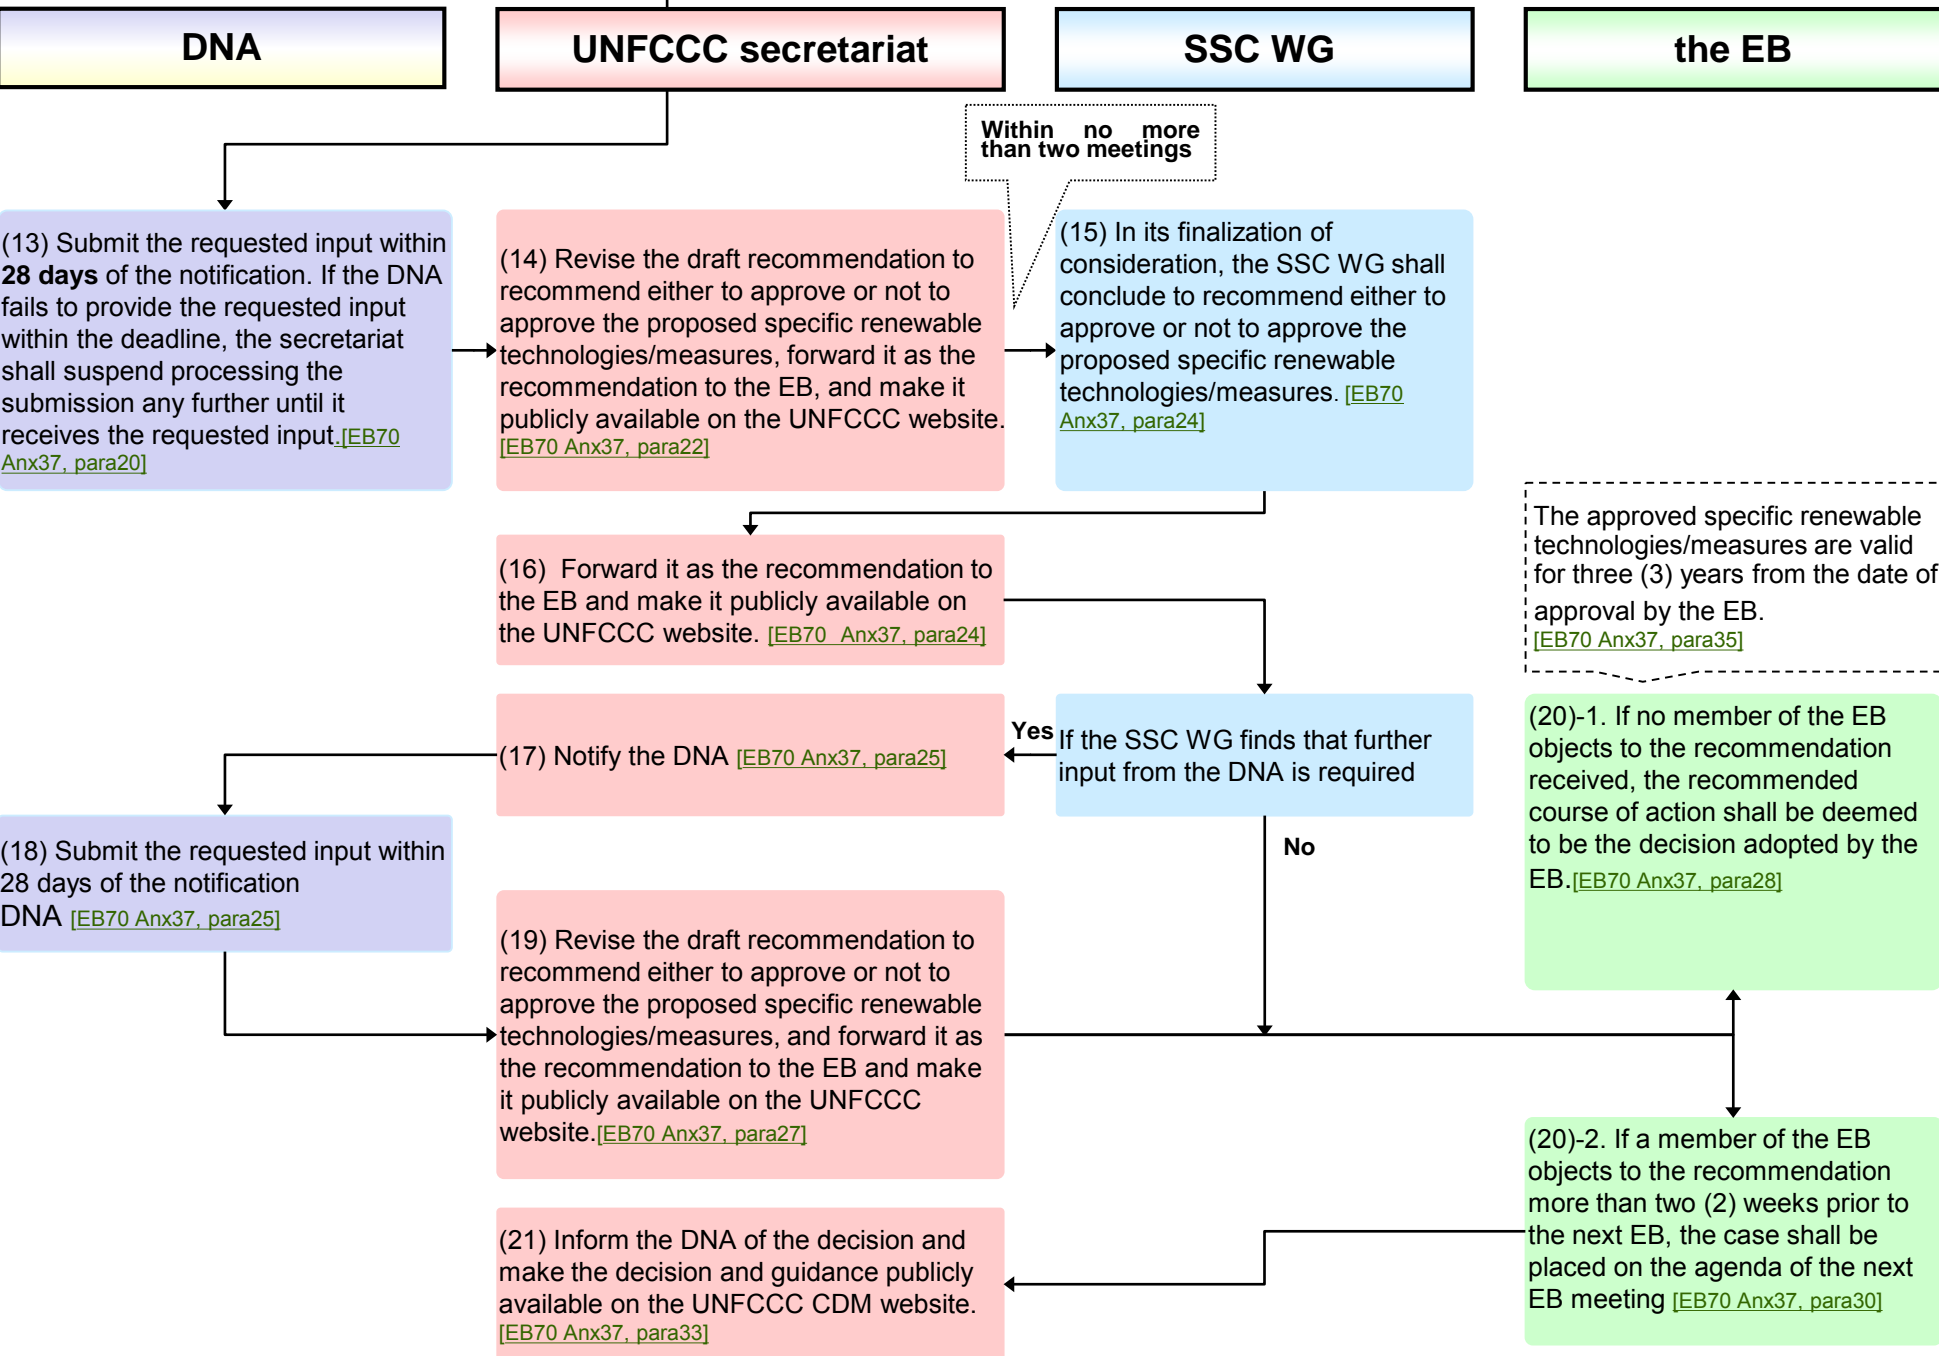 DNA
UNFCCC secretariat
SSC WG
the EB
Within no more
than two meetings
(13) Submit the requested input within
28 days of the notification. If the DNA
fails to provide the requested input
within the deadline, the secretariat
shall suspend processing the
submission any further until it
receives the requested input.[EB70
Anx37, para20]
(14) Revise the draft recommendation to
recommend either to approve or not to
approve the proposed specific renewable
technologies/measures, forward it as the
recommendation to the EB, and make it
publicly available on the UNFCCC website.
[EB70 Anx37, para22]
(15) In its finalization of
consideration, the SSC WG shall
conclude to recommend either to
approve or not to approve the
proposed specific renewable
technologies/measures. [EB70
Anx37, para24]
The approved specific renewable
technologies/measures are valid
for three (3) years from the date of
approval by the EB.
[EB70 Anx37, para35]
(16) Forward it as the recommendation to
the EB and make it publicly available on
the UNFCCC website. [EB70 Anx37, para24]
(17) Notify the DNA [EB70 Anx37, para25]
Yes
If the SSC WG finds that further
input from the DNA is required
No
(18) Submit the requested input within
28 days of the notification
DNA [EB70 Anx37, para25]
(19) Revise the draft recommendation to
recommend either to approve or not to
approve the proposed specific renewable
technologies/measures, and forward it as
the recommendation to the EB and make
it publicly available on the UNFCCC
website.[EB70 Anx37, para27]
(20)-1. If no member of the EB
objects to the recommendation
received, the recommended
course of action shall be deemed
to be the decision adopted by the
EB.[EB70 Anx37, para28]
(20)-2. If a member of the EB
objects to the recommendation
more than two (2) weeks prior to
the next EB, the case shall be
placed on the agenda of the next
EB meeting [EB70 Anx37, para30]
(21) Inform the DNA of the decision and
make the decision and guidance publicly
available on the UNFCCC CDM website.
[EB70 Anx37, para33]